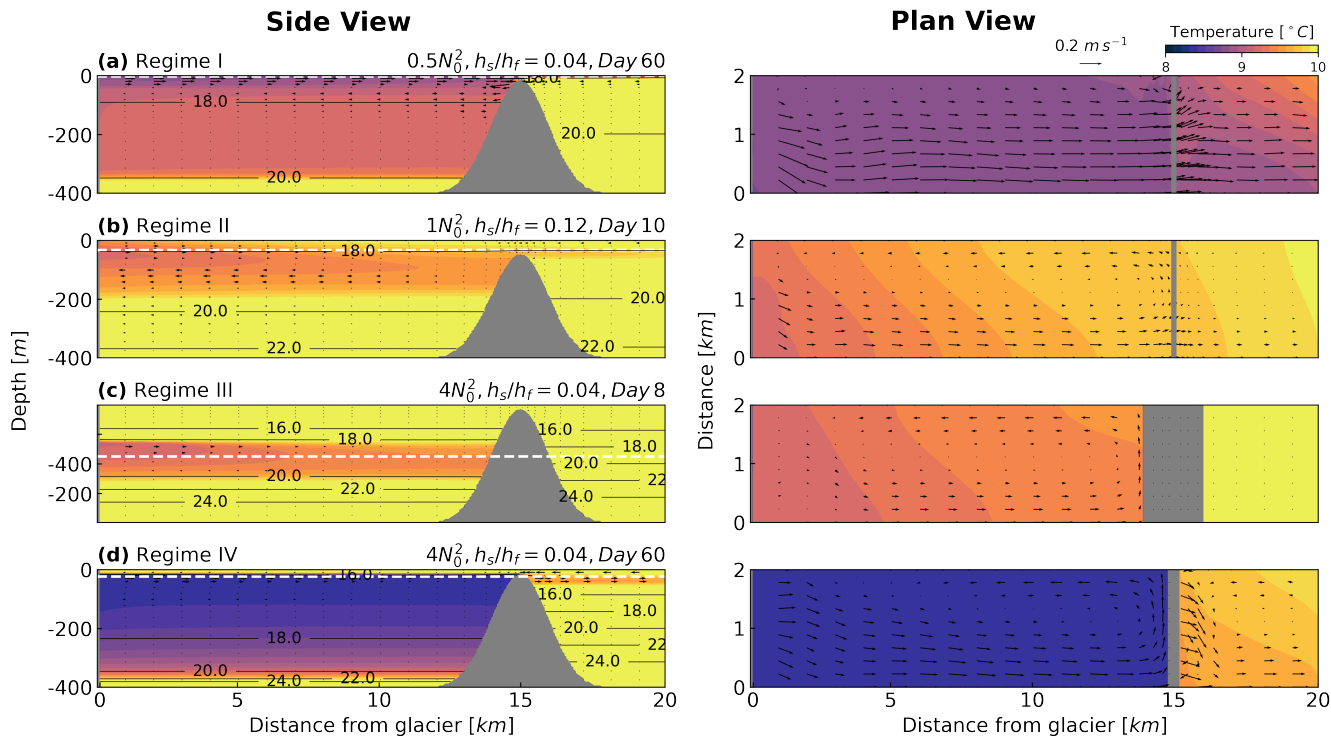 Side View
Plan View
Temperature [°C]
0.2 m s⁻¹
8 9 10
(a) Regime I
0.5N₀², hₛ/h_f = 0.04, Day 60
0
-200
-400
18.0
18.0
20.0
20.0
2
1
0
(b) Regime II
1N₀², hₛ/h_f = 0.12, Day 10
0
-200
-400
18.0
20.0
20.0
22.0
22.0
2
1
0
(c) Regime III
4N₀², hₛ/h_f = 0.04, Day 8
-400
-200
16.0
16.0
18.0
18.0
20.0
20.0
22.0
22
24.0
24.0
2
1
0
(d) Regime IV
4N₀², hₛ/h_f = 0.04, Day 60
0
-200
-400
16.0
16.0
18.0
18.0
20.0
22
20.0
22.0
24.0
24.0
2
1
0
0 5 10 15 20
0 5 10 15 20
Depth [m]
Distance [km]
Distance from glacier [km]
Distance from glacier [km]